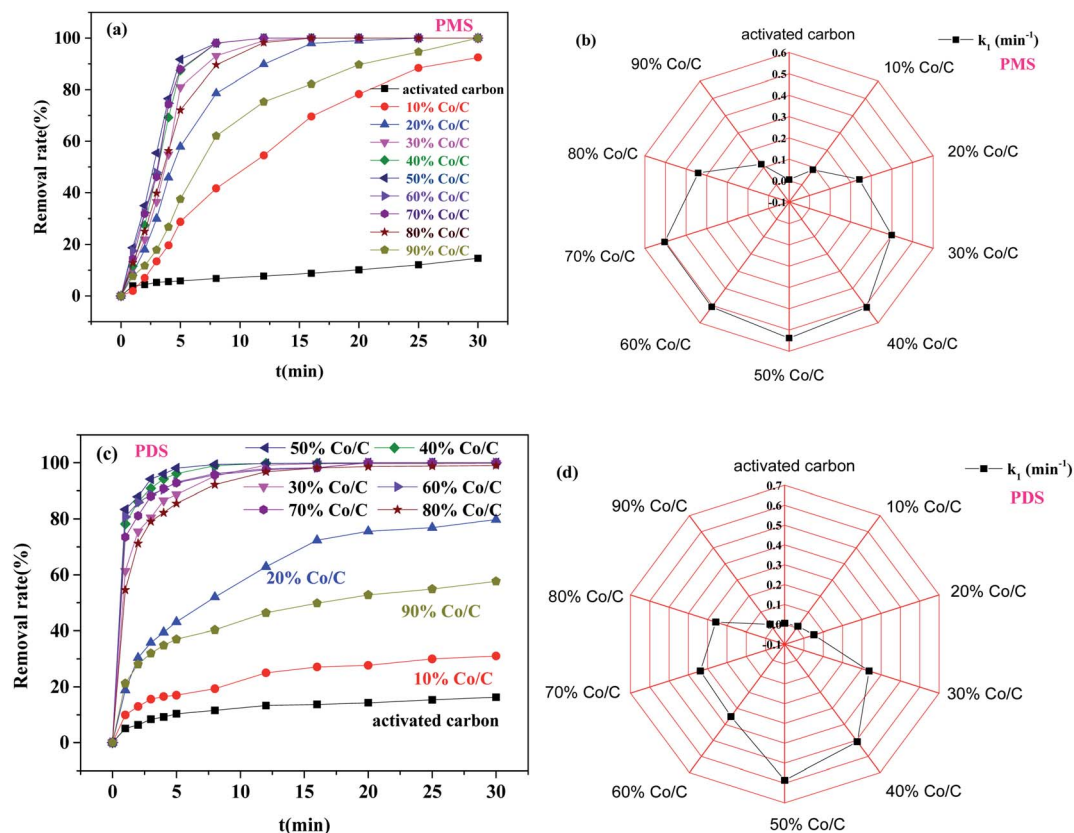 (a)
PMS
Removal rate(%)
100
80
60
40
20
0
activated carbon
10% Co/C
20% Co/C
30% Co/C
40% Co/C
50% Co/C
60% Co/C
70% Co/C
80% Co/C
90% Co/C
0 5 10 15 20 25 30
t(min)
(b)
k₁ (min⁻¹)
PMS
activated carbon
10% Co/C
20% Co/C
30% Co/C
40% Co/C
50% Co/C
60% Co/C
70% Co/C
80% Co/C
90% Co/C
0.6
0.5
0.4
0.3
0.2
0.1
0.0
-0.1
(c)
PDS
50% Co/C 40% Co/C
30% Co/C 60% Co/C
70% Co/C 80% Co/C
20% Co/C
90% Co/C
10% Co/C
activated carbon
Removal rate(%)
100
80
60
40
20
0
0 5 10 15 20 25 30
t(min)
(d)
k₁ (min⁻¹)
PDS
activated carbon
10% Co/C
20% Co/C
30% Co/C
40% Co/C
50% Co/C
60% Co/C
70% Co/C
80% Co/C
90% Co/C
0.7
0.6
0.5
0.4
0.3
0.2
0.1
0.0
-0.1